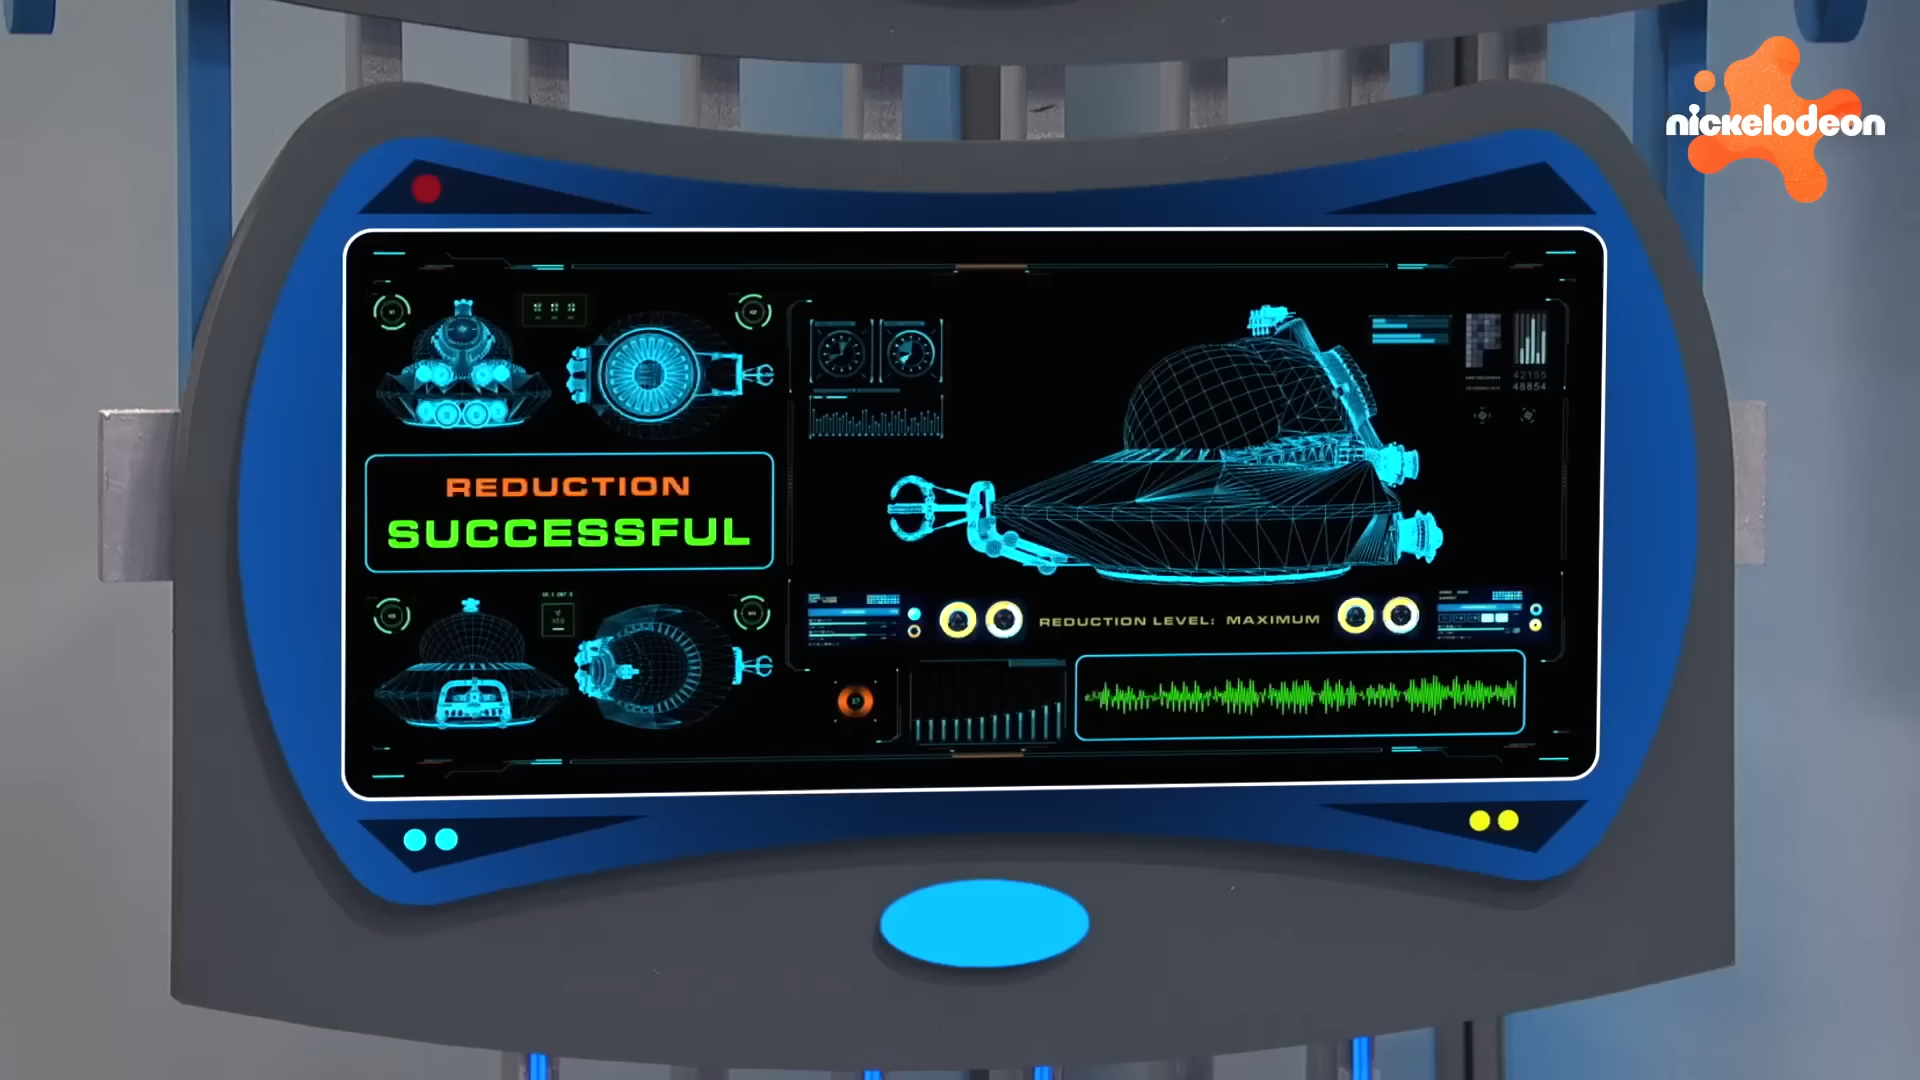 nickelodeon
42155
48854
REDUCTION
SUCCESSFUL
REDUCTION LEVEL: MAXIMUM